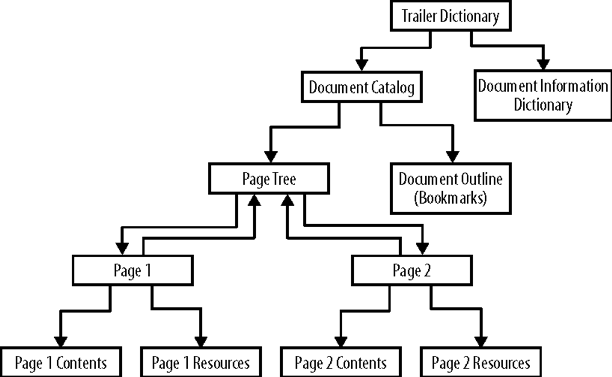 Trailer Dictionary
Document Catalog
Document Information
Dictionary
Page Tree
Document Outline
(Bookmarks)
Page 1
Page 2
Page 1 Contents
Page 1 Resources
Page 2 Contents
Page 2 Resources